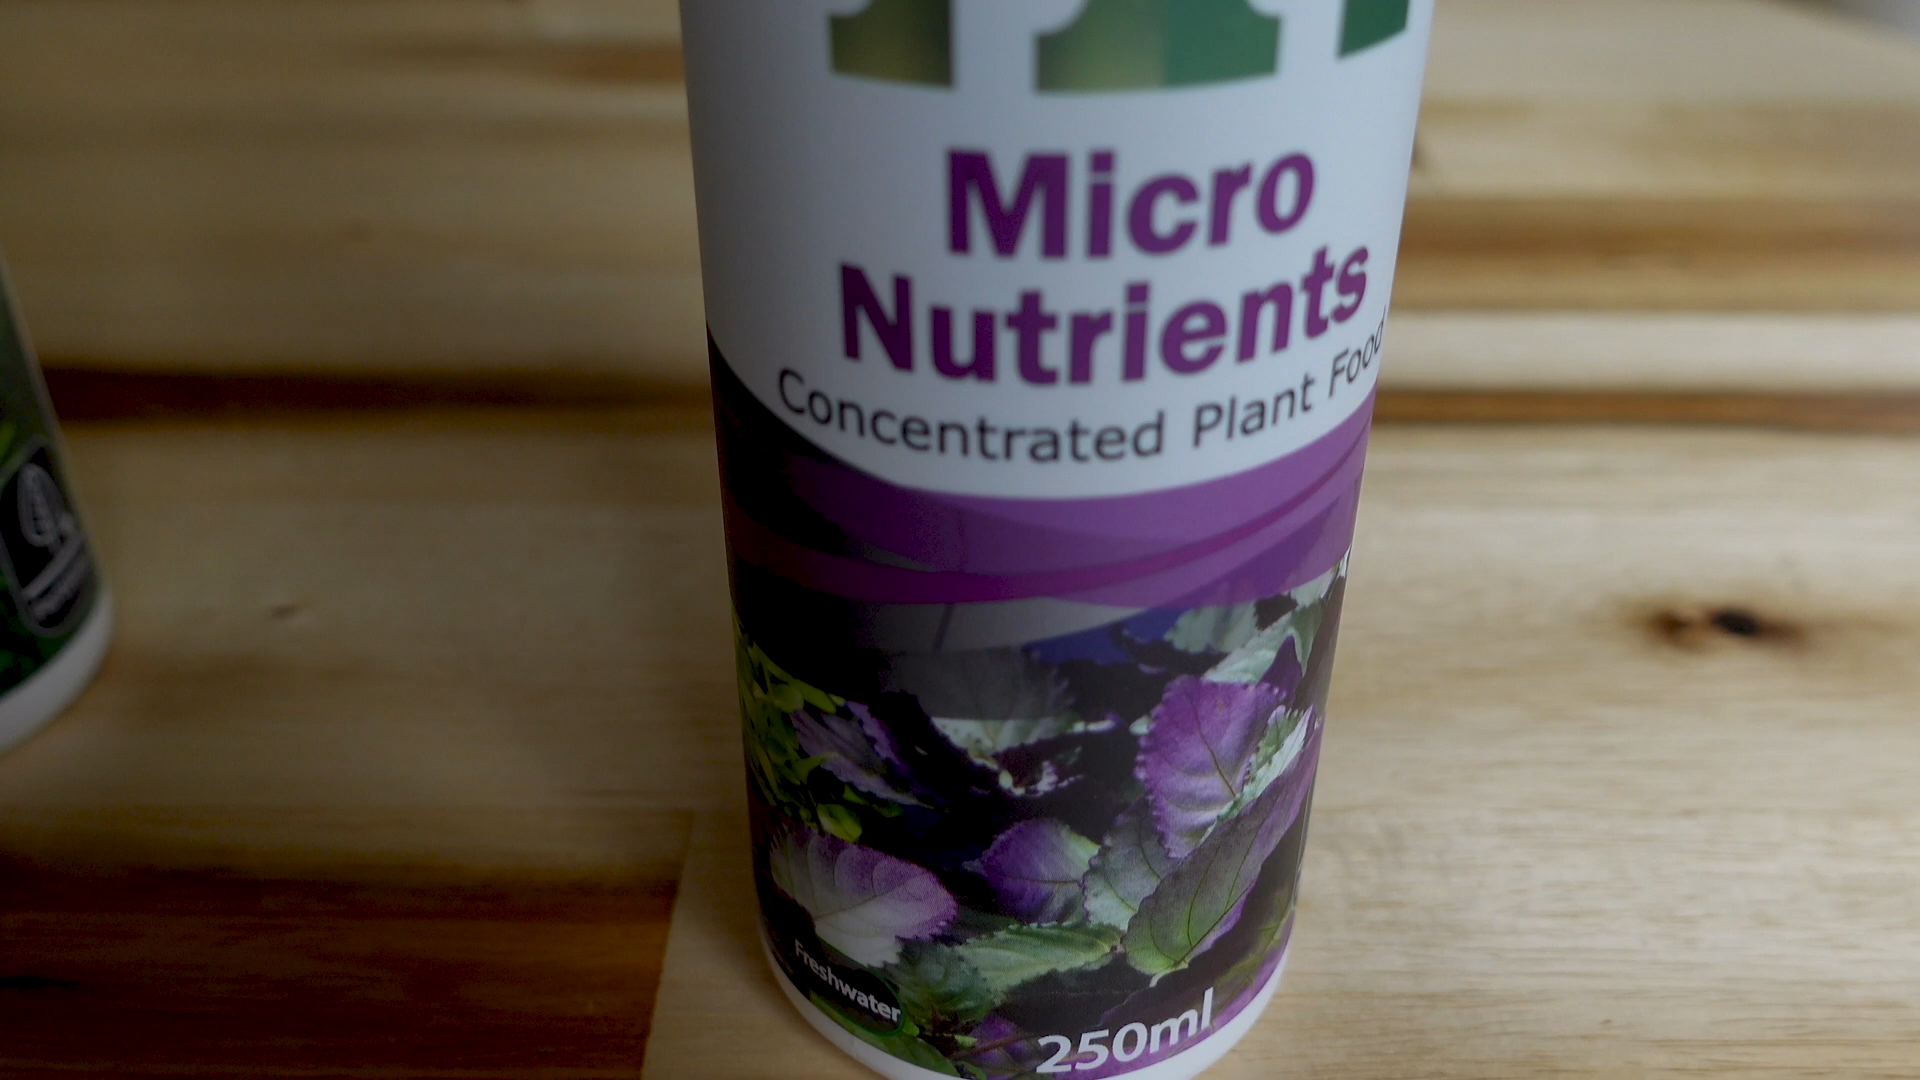 Micro
Nutrients
Concentrated Plant Food
Freshwater
250ml